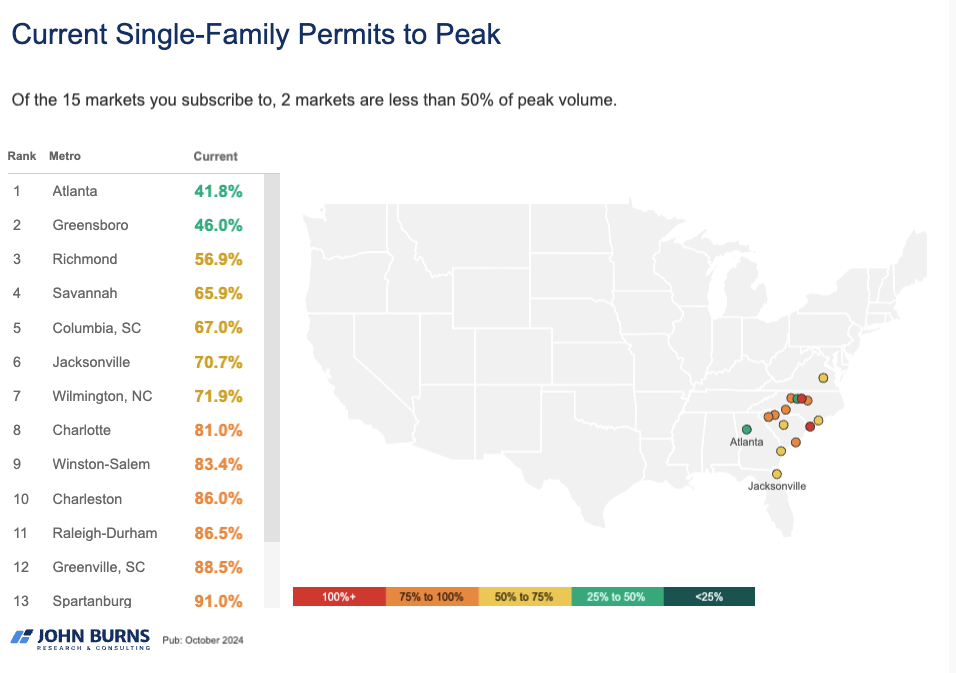 Current Single-Family Permits to Peak
Of the 15 markets you subscribe to, 2 markets are less than 50% of peak volume.
Rank Metro Current
1 Atlanta 41.8%
2 Greensboro 46.0%
3 Richmond 56.9%
4 Savannah 65.9%
5 Columbia, SC 67.0%
6 Jacksonville 70.7%
7 Wilmington, NC 71.9%
8 Charlotte 81.0%
9 Winston-Salem 83.4%
10 Charleston 86.0%
11 Raleigh-Durham 86.5%
12 Greenville, SC 88.5%
13 Spartanburg 91.0%
Atlanta
Jacksonville
100%+ 75% to 100% 50% to 75% 25% to 50% <25%
JOHN BURNS
RESEARCH & CONSULTING
Pub: October 2024